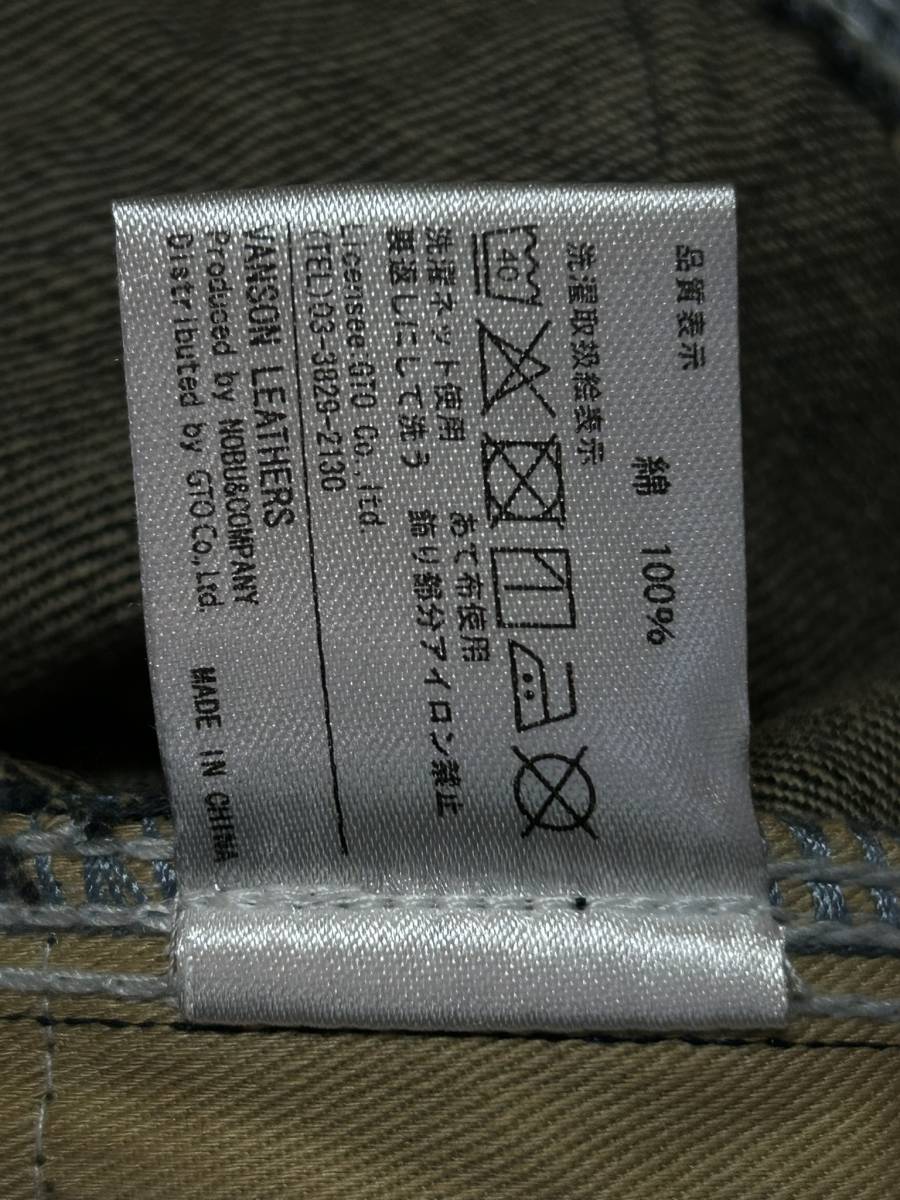 品質表示
綿 100%
洗濯取扱絵表示
40
あて布使用
洗濯ネット使用
飾り部分アイロン禁止
裏返しにして洗う
Licensee GTO Co.,ltd.
(TEL)03-3829-2130
VANSON LEATHERS
Produced by NOBU&COMPANY
Distributed by GTO Co.,Ltd. MADE IN CHINA